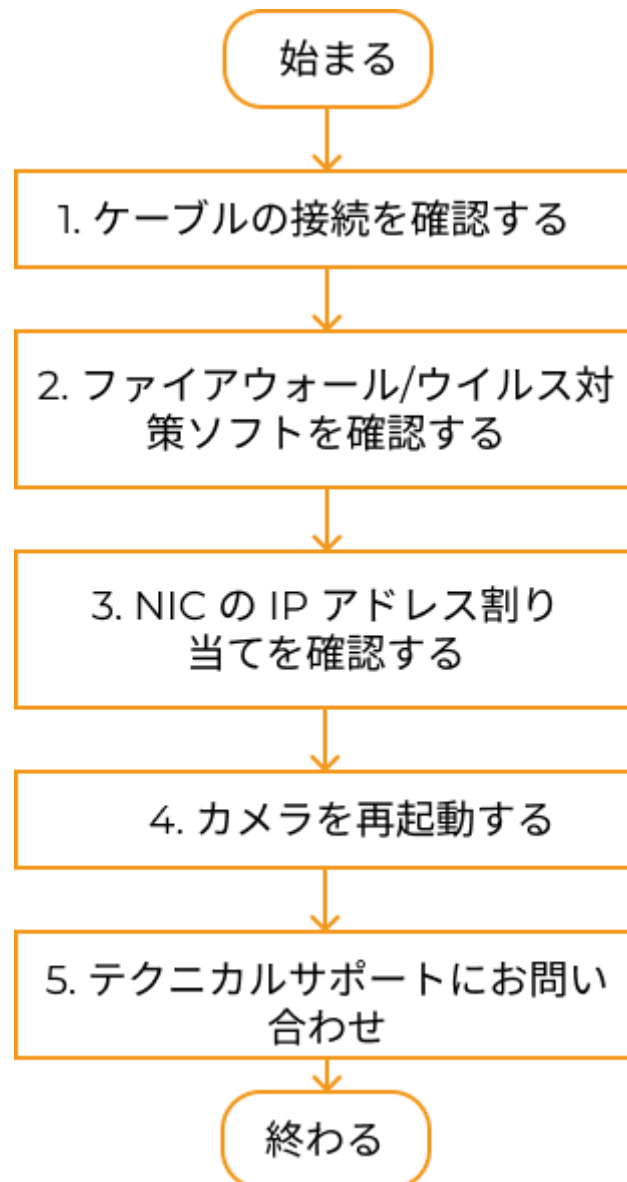 始まる
1. ケーブルの接続を確認する
2. ファイアウォール/ウイルス対
策ソフトを確認する
3. NIC の IP アドレス割り
当てを確認する
4. カメラを再起動する
5. テクニカルサポートにお問い
合わせ
終わる